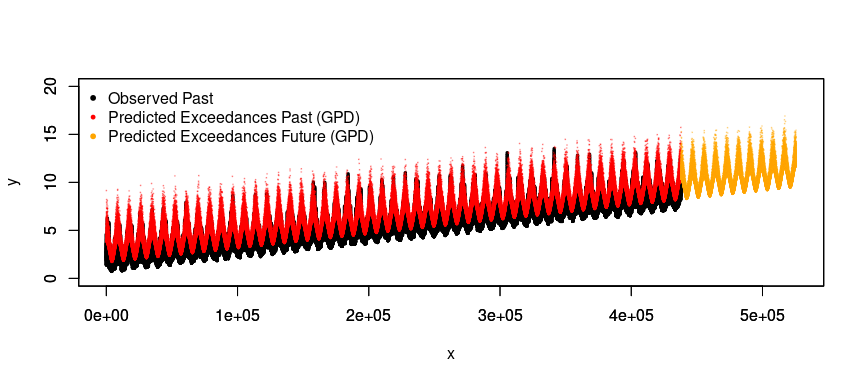 Observed Past
Predicted Exceedances Past (GPD)
Predicted Exceedances Future (GPD)
y
20
15
10
5
0
0e+00 1e+05 2e+05 3e+05 4e+05 5e+05
x